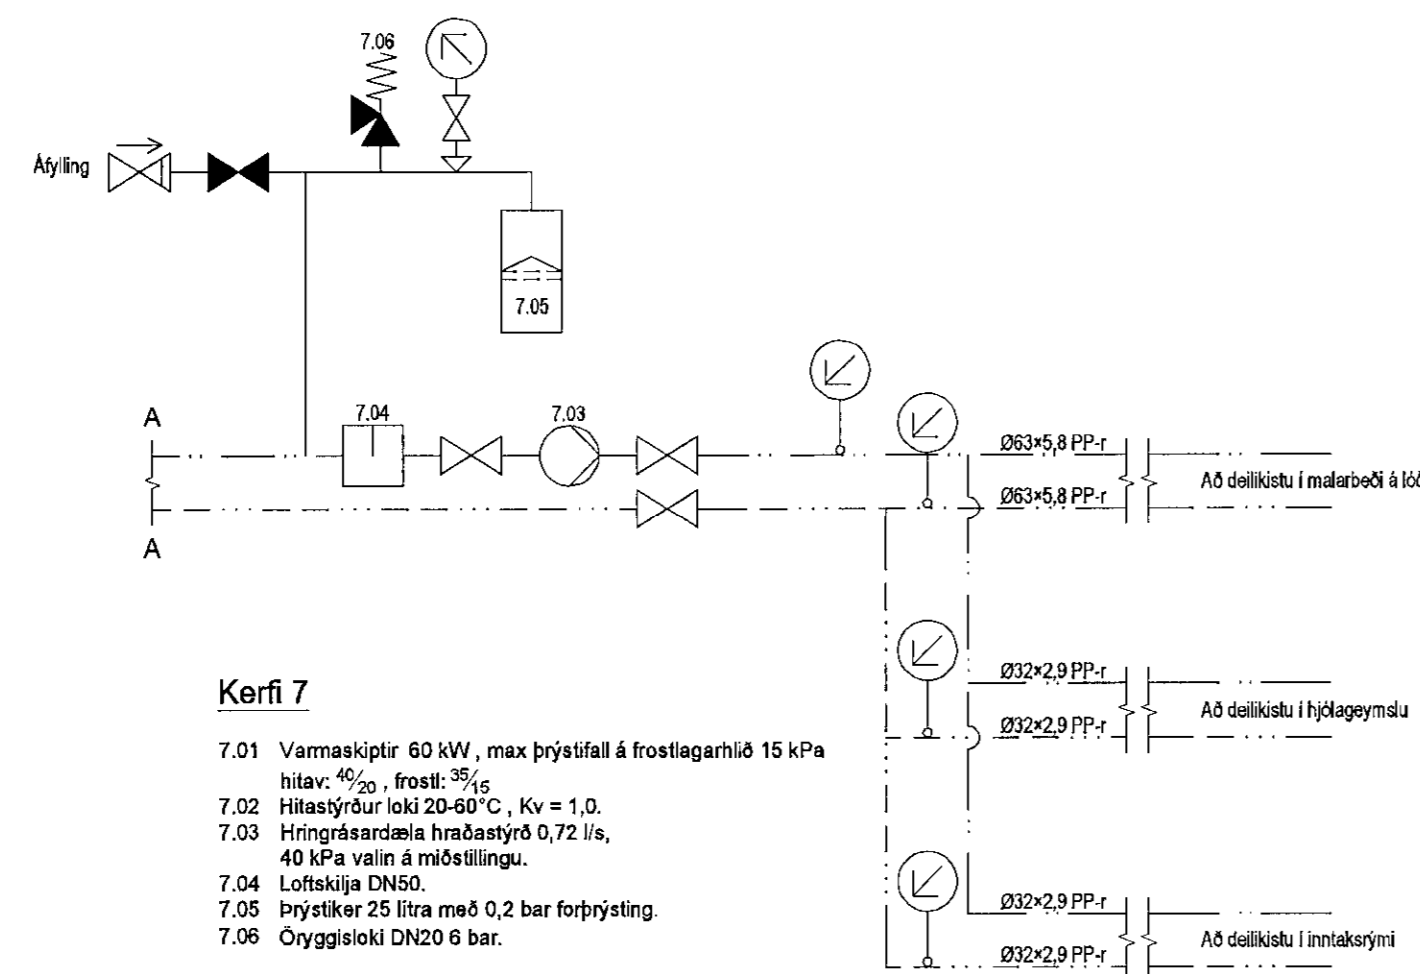 7.06
Áfylling
7.05
A
7.04
7.03
Ø63×5,8 PP-r
Að deilikistu í malarbeði á lóð
Ø63×5,8 PP-r
A
Ø32×2,9 PP-r
Að deilikistu í hjólageymslu
Ø32×2,9 PP-r
Kerfi 7
7.01 Varmaskiptir 60 kW , max þrýstifall á frostlagarhlið 15 kPa
hitav: 40/20 , frostl: 35/15
7.02 Hitastýrður loki 20-60°C , Kv = 1,0.
7.03 Hringrásardæla hraðastýrð 0,72 l/s,
40 kPa valin á miðstillingu.
7.04 Loftskilja DN50.
7.05 Þrýstiker 25 lítra með 0,2 bar forþrýsting.
7.06 Öryggisloki DN20 6 bar.
Ø32×2,9 PP-r
Að deilikistu í inntaksrými
Ø32×2,9 PP-r